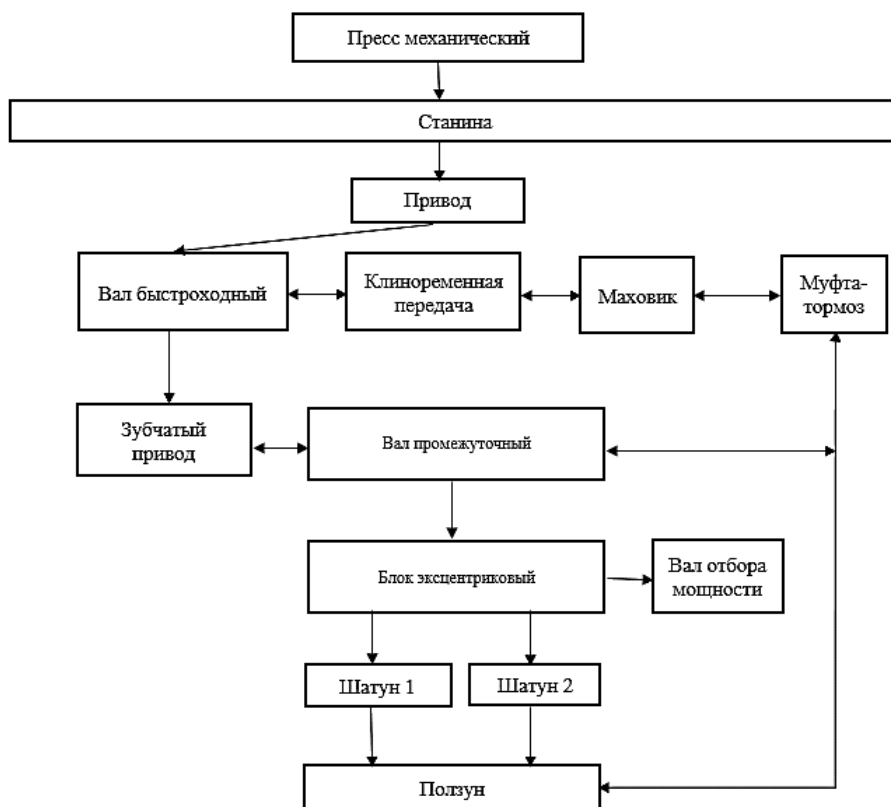 Пресс механический
Станина
Привод
Вал быстроходный
Клиноременная
передача
Маховик
Муфта-
тормоз
Зубчатый
привод
Вал промежуточный
Блок эксцентриковый
Вал отбора
мощности
Шатун 1
Шатун 2
Ползун